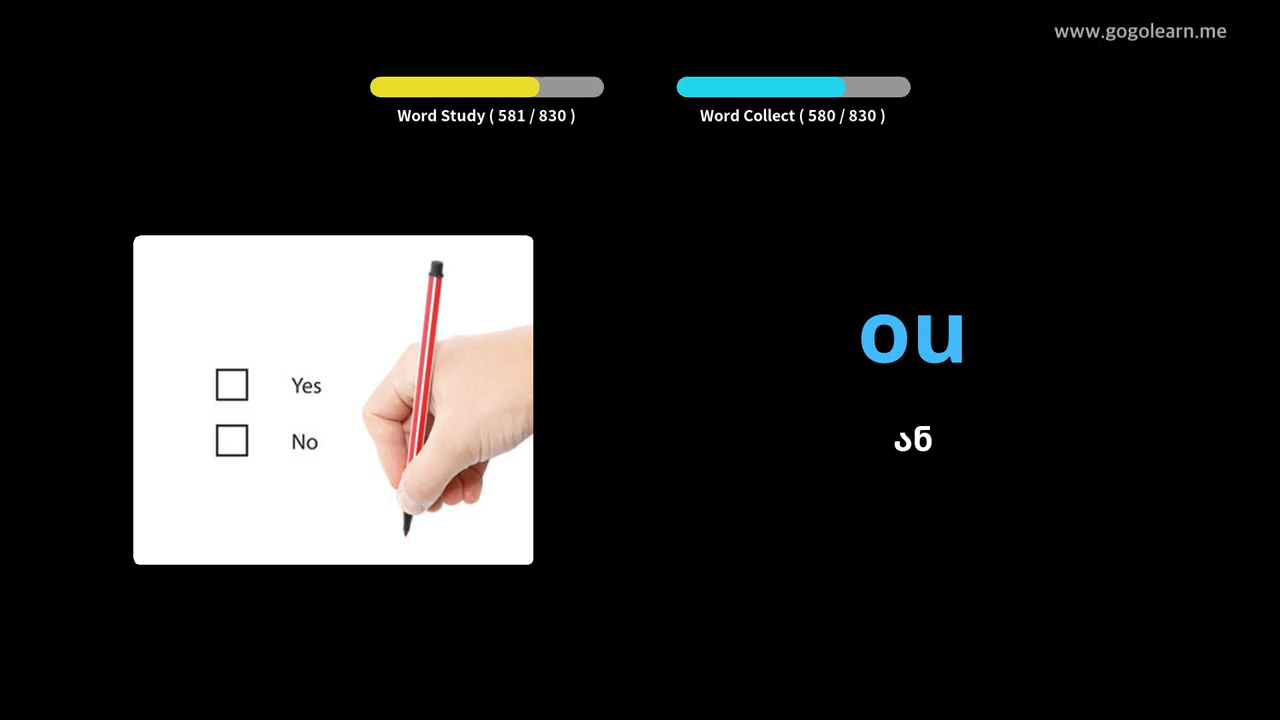 www.gogolearn.me
Word Study ( 581 / 830 )
Word Collect ( 580 / 830 )
Yes
No
ou
ან